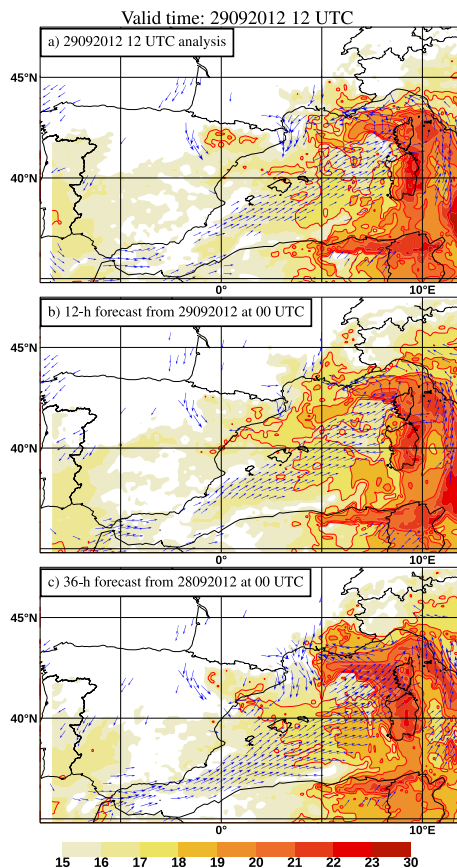 Valid time: 29092012 12 UTC
a) 29092012 12 UTC analysis
45°N
40°N
0°
10°E
b) 12-h forecast from 29092012 at 00 UTC
45°N
40°N
0°
10°E
c) 36-h forecast from 28092012 at 00 UTC
45°N
40°N
0°
10°E
15 16 17 18 19 20 21 22 23 30